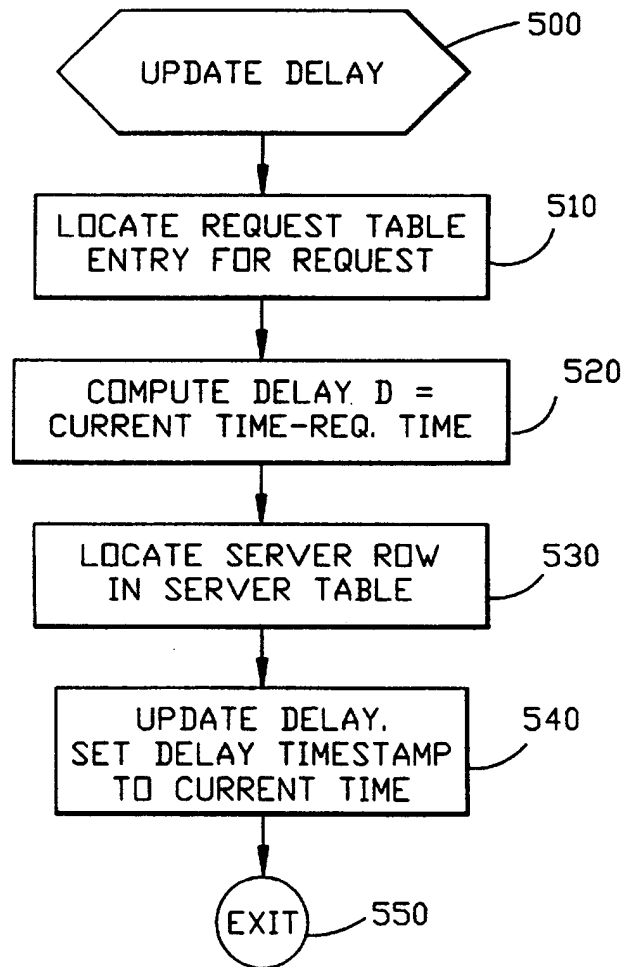 500
UPDATE DELAY
510
LOCATE REQUEST TABLE
ENTRY FOR REQUEST
520
COMPUTE DELAY D =
CURRENT TIME-REQ. TIME
530
LOCATE SERVER ROW
IN SERVER TABLE
540
UPDATE DELAY.
SET DELAY TIMESTAMP
TO CURRENT TIME
EXIT
550